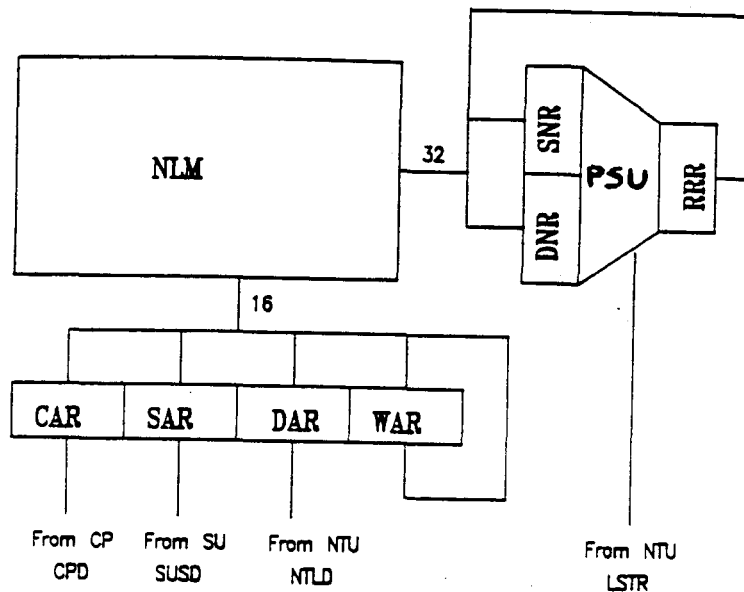 NLM
32
SNR
DNR
PSU
RRR
16
CAR
SAR
DAR
WAR
From CP
CPD
From SU
SUSD
From NTU
NTLD
From NTU
LSTR